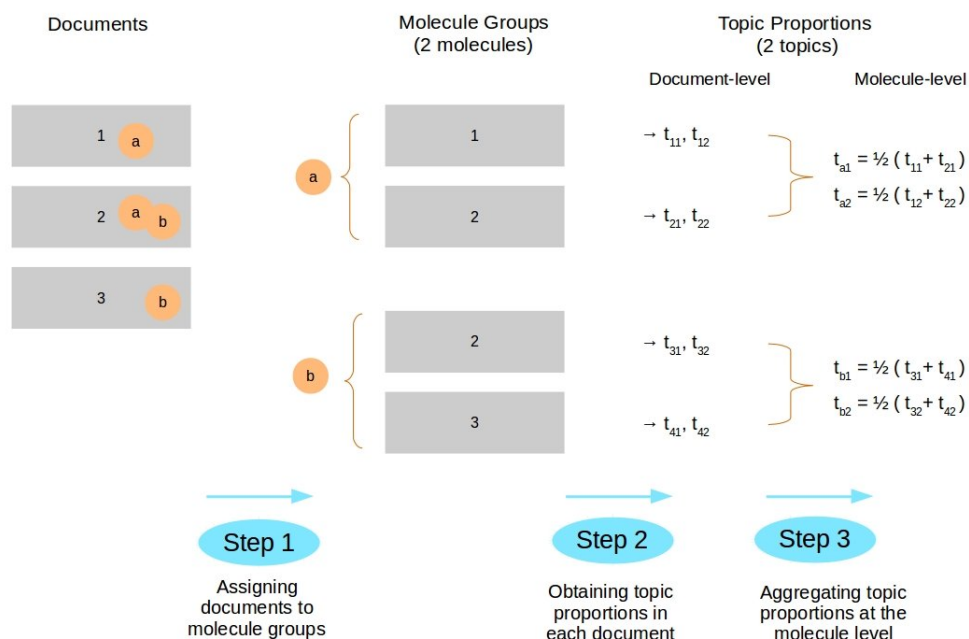 Documents
Molecule Groups
(2 molecules)
Topic Proportions
(2 topics)
Document-level
Molecule-level
1
a
2
a
b
3
b
a
1
2
→ t11, t12
→ t21, t22
ta1 = ½ ( t11+ t21)
ta2 = ½ ( t12+ t22)
b
2
3
→ t31, t32
→ t41, t42
tb1 = ½ ( t31+ t41)
tb2 = ½ ( t32+ t42)
Step 1
Assigning
documents to
molecule groups
Step 2
Obtaining topic
proportions in
each document
Step 3
Aggregating topic
proportions at the
molecule level